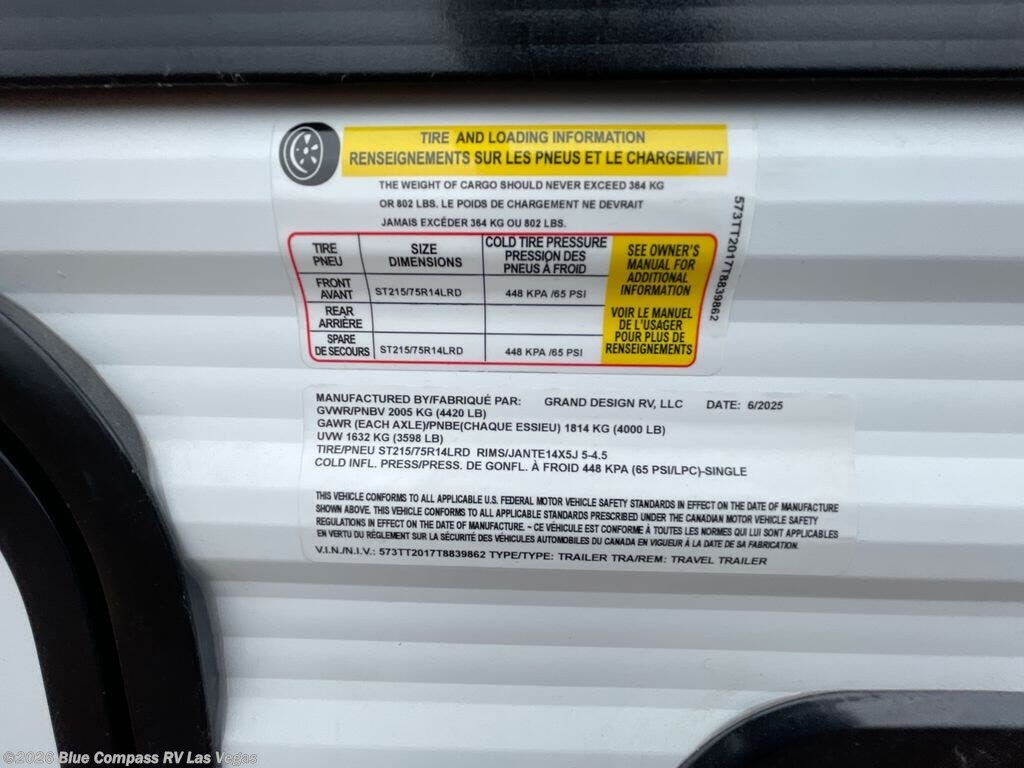 TIRE AND LOADING INFORMATION
RENSEIGNEMENTS SUR LES PNEUS ET LE CHARGEMENT
THE WEIGHT OF CARGO SHOULD NEVER EXCEED 364 KG
OR 802 LBS. LE POIDS DE CHARGEMENT NE DEVRAIT
JAMAIS EXCÉDER 364 KG OU 802 LBS.
TIRE PNEU SIZE DIMENSIONS COLD TIRE PRESSURE PRESSION DES PNEUS À FROID
FRONT AVANT ST215/75R14LRD 448 KPA /65 PSI
REAR ARRIÈRE
SPARE DE SECOURS ST215/75R14LRD 448 KPA /65 PSI
SEE OWNER'S
MANUAL FOR
ADDITIONAL
INFORMATION
VOIR LE MANUEL
DE L'USAGER
POUR PLUS DE
RENSEIGNEMENTS
573TT2017T8839862
MANUFACTURED BY/FABRIQUÉ PAR: GRAND DESIGN RV, LLC DATE: 6/2025
GVWR/PNBV 2005 KG (4420 LB)
GAWR (EACH AXLE)/PNBE(CHAQUE ESSIEU) 1814 KG (4000 LB)
UVW 1632 KG (3598 LB)
TIRE/PNEU ST215/75R14LRD RIMS/JANTE14X5J 5-4.5
COLD INFL. PRESS/PRESS. DE GONFL. À FROID 448 KPA (65 PSI/LPC)-SINGLE
THIS VEHICLE CONFORMS TO ALL APPLICABLE U.S. FEDERAL MOTOR VEHICLE SAFETY STANDARDS IN EFFECT ON THE DATE OF MANUFACTURE
SHOWN ABOVE. THIS VEHICLE CONFORMS TO ALL APPLICABLE STANDARDS PRESCRIBED UNDER THE CANADIAN MOTOR VEHICLE SAFETY
REGULATIONS IN EFFECT ON THE DATE OF MANUFACTURE. ~ CE VÉHICULE EST CONFORME À TOUTES LES NORMES QUI LUI SONT APPLICABLES
EN VERTU DU RÈGLEMENT SUR LA SÉCURITÉ DES VÉHICULES AUTOMOBILES DU CANADA EN VIGUEUR À LA DATE DE SA FABRICATION.
V.I.N./N.I.V.: 573TT2017T8839862 TYPE/TYPE: TRAILER TRA/REM: TRAVEL TRAILER
©2026 Blue Compass RV Las Vegas